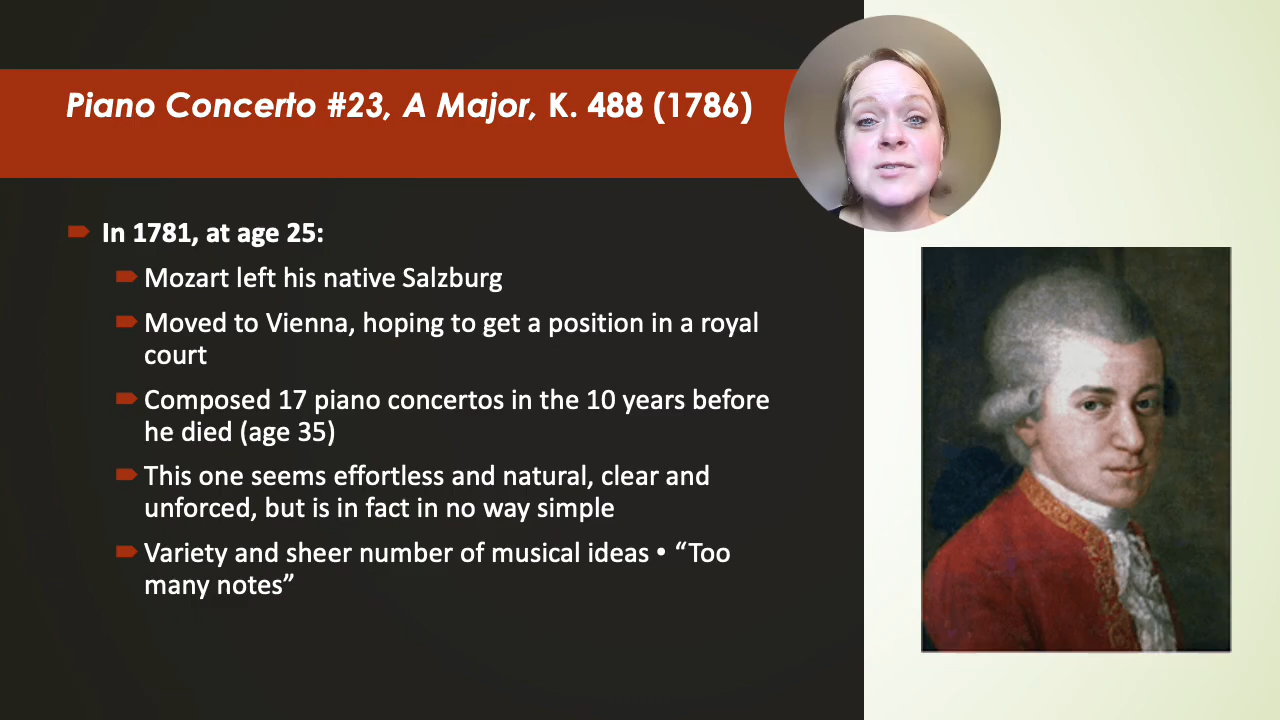 Piano Concerto #23, A Major, K. 488 (1786)
In 1781, at age 25:
Mozart left his native Salzburg
Moved to Vienna, hoping to get a position in a royal
court
Composed 17 piano concertos in the 10 years before
he died (age 35)
This one seems effortless and natural, clear and
unforced, but is in fact in no way simple
Variety and sheer number of musical ideas • “Too
many notes”